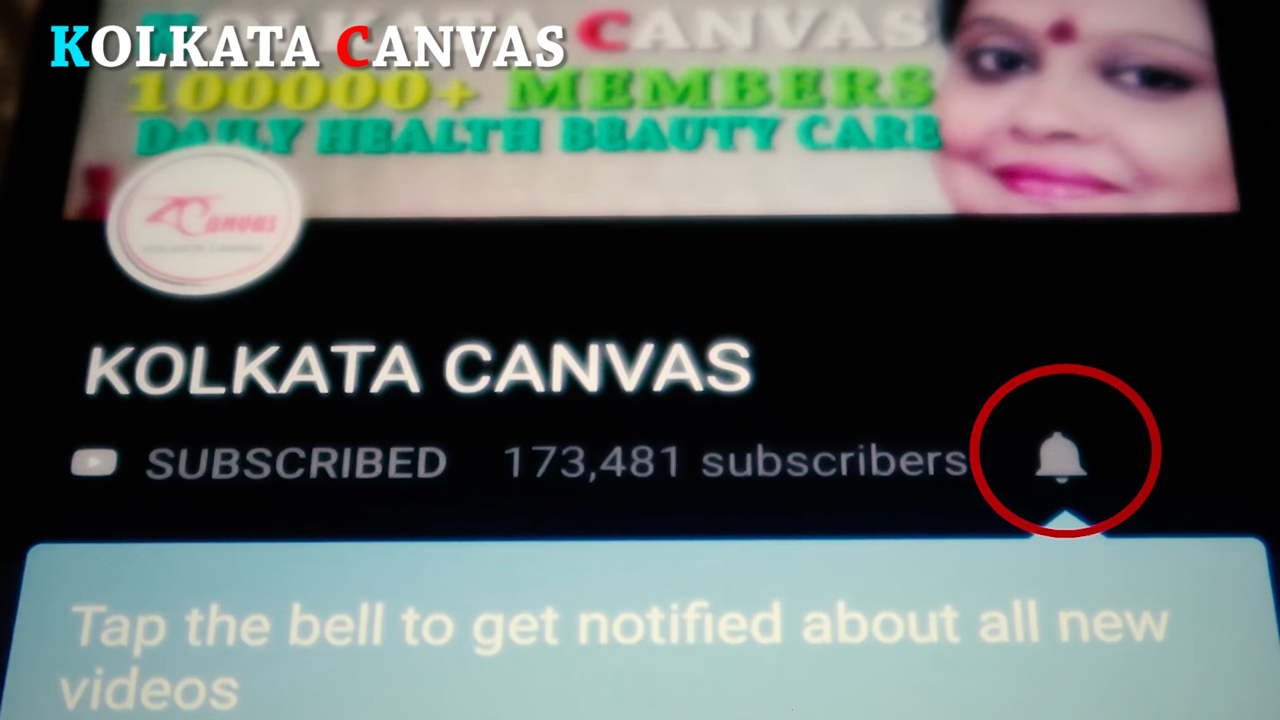 KOLKATA CANVAS
KOLKATA CANVAS
100000+ MEMBERS
DAILY HEALTH BEAUTY CARE
Canvas
KOLKATA CANVAS
SUBSCRIBED 173,481 subscribers
Tap the bell to get notified about all new
videos